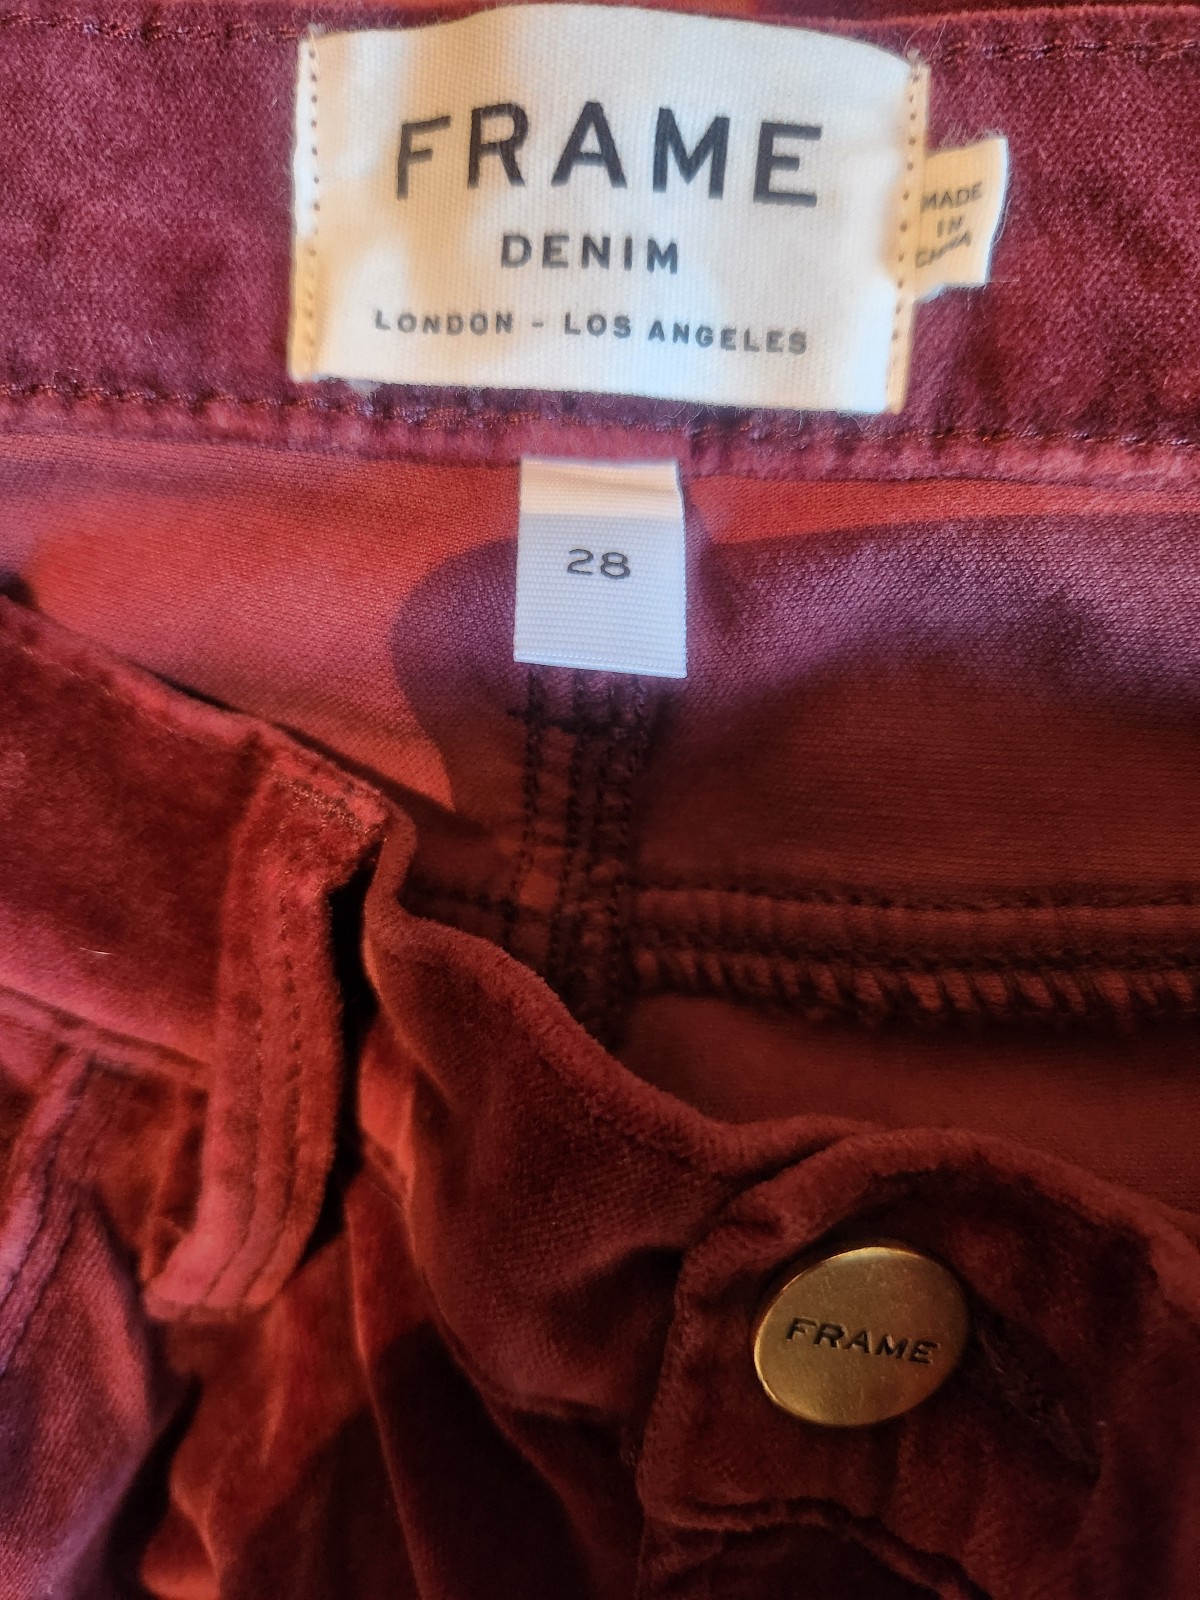 FRAME
DENIM
LONDON - LOS ANGELES
MADE
IN
CHINA
28
FRAME